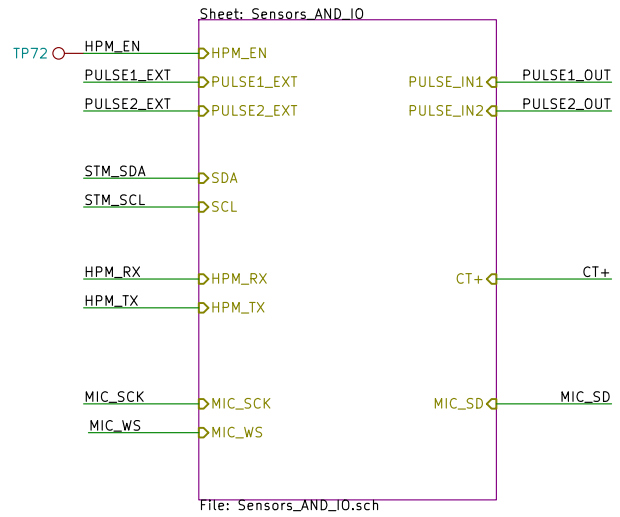 Sheet: Sensors_AND_IO
TP72 HPM_EN HPM_EN
PULSE1_EXT PULSE1_EXT PULSE_IN1 PULSE1_OUT
PULSE2_EXT PULSE2_EXT PULSE_IN2 PULSE2_OUT
STM_SDA SDA
STM_SCL SCL
HPM_RX HPM_RX CT+ CT+
HPM_TX HPM_TX
MIC_SCK MIC_SCK MIC_SD MIC_SD
MIC_WS MIC_WS
File: Sensors_AND_IO.sch